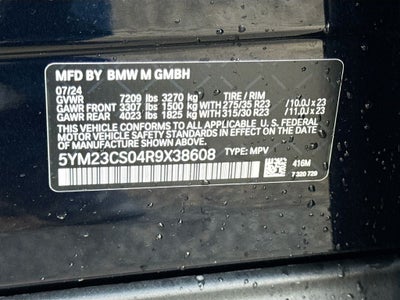 MFD BY BMW M GMBH
07/24
GVWR 7209 lbs 3270 kg TIRE / RIM
GAWR FRONT 3307 lbs 1500 kg WITH 275/35 R23 /10.0J x 23
GAWR REAR 4023 lbs 1825 kg WITH 315/30 R23 /11.0J x 23
THIS VEHICLE CONFORMS TO ALL APPLICABLE FEDERAL
MOTOR VEHICLE SAFETY STANDARDS IN EFFECT ON THE DATE
OF MANUFACTURE SHOWN ABOVE.
5YM23CS04R9X38608 TYPE: MPV
416M
7 320 729